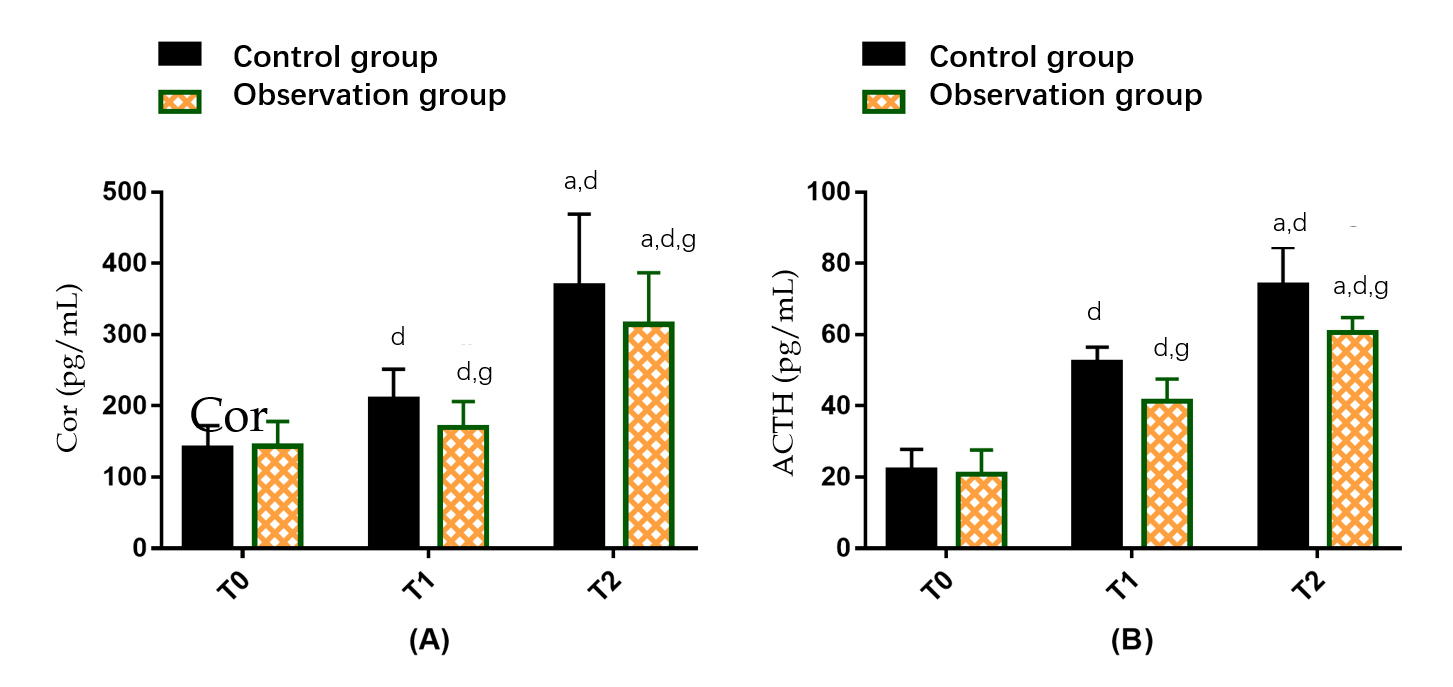 Control group
Observation group
500
400
300
200
100
0
Cor (pg/mL)
Cor
d
d,g
a,d
a,d,g
T0
T1
T2
(A)
Control group
Observation group
100
80
60
40
20
0
ACTH (pg/mL)
d
d,g
a,d
a,d,g
T0
T1
T2
(B)